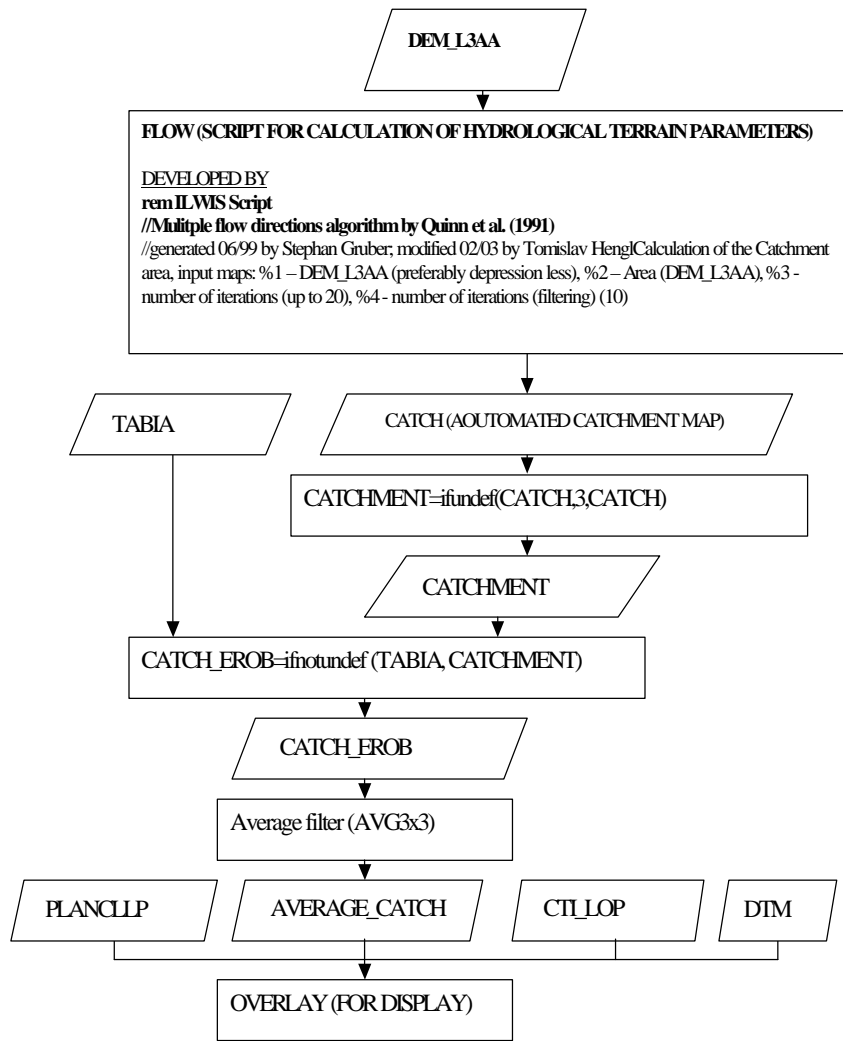 DEM_L3AA
FLOW (SCRIPT FOR CALCULATION OF HYDROLOGICAL TERRAIN PARAMETERS)
DEVELOPED BY
rem ILWIS Script
//Mulitple flow directions algorithm by Quinn et al. (1991)
//generated 06/99 by Stephan Gruber; modified 02/03 by Tomislav HenglCalculation of the Catchment
area, input maps: %1 – DEM_L3AA (preferably depression less), %2 – Area (DEM_L3AA), %3 -
number of iterations (up to 20), %4 - number of iterations (filtering) (10)
TABIA
CATCH (AOUTOMATED CATCHMENT MAP)
CATCHMENT=ifundef(CATCH,3,CATCH)
CATCHMENT
CATCH_EROB=ifnotundef (TABIA, CATCHMENT)
CATCH_EROB
Average filter (AVG3x3)
PLANCLLP
AVERAGE_CATCH
CTI_LOP
DTM
OVERLAY (FOR DISPLAY)